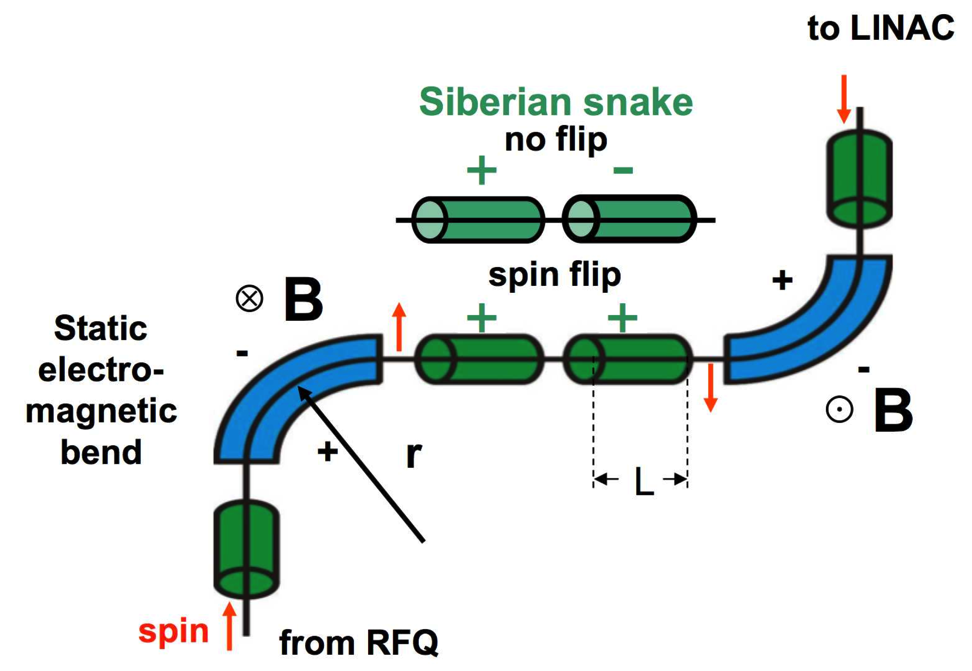 to LINAC
Siberian snake
no flip
+ -
spin flip
+ +
⊗ B
+
Static
electro-
magnetic
bend
-
+
r
-
⊙ B
L
spin
from RFQ